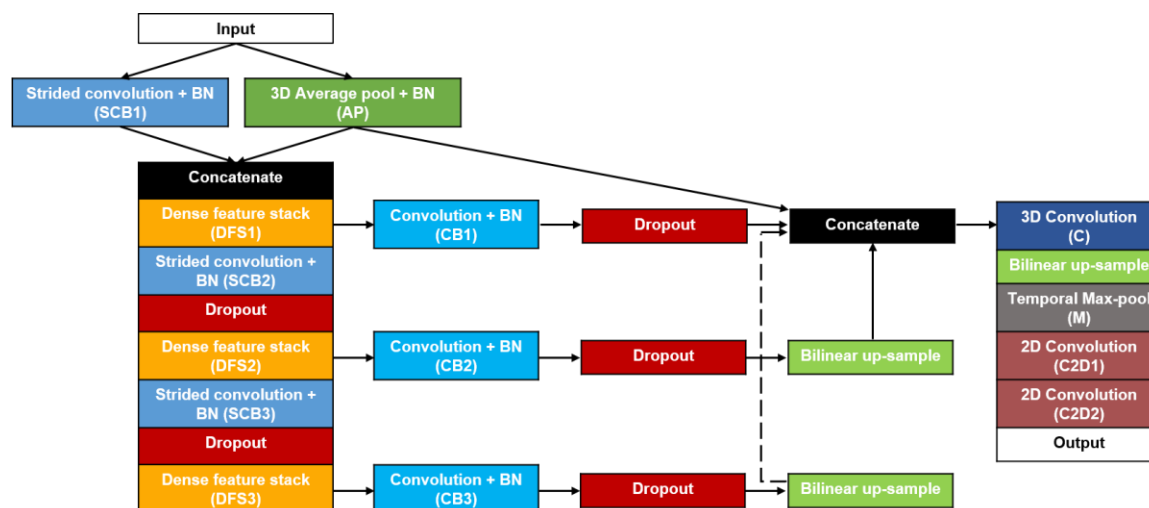 Input
Strided convolution + BN
(SCB1)
3D Average pool + BN
(AP)
Concatenate
Dense feature stack
(DFS1)
Strided convolution +
BN (SCB2)
Dropout
Dense feature stack
(DFS2)
Strided convolution +
BN (SCB3)
Dropout
Dense feature stack
(DFS3)
Convolution + BN
(CB1)
Dropout
Concatenate
Convolution + BN
(CB2)
Dropout
Bilinear up-sample
Convolution + BN
(CB3)
Dropout
Bilinear up-sample
3D Convolution
(C)
Bilinear up-sample
Temporal Max-pool
(M)
2D Convolution
(C2D1)
2D Convolution
(C2D2)
Output